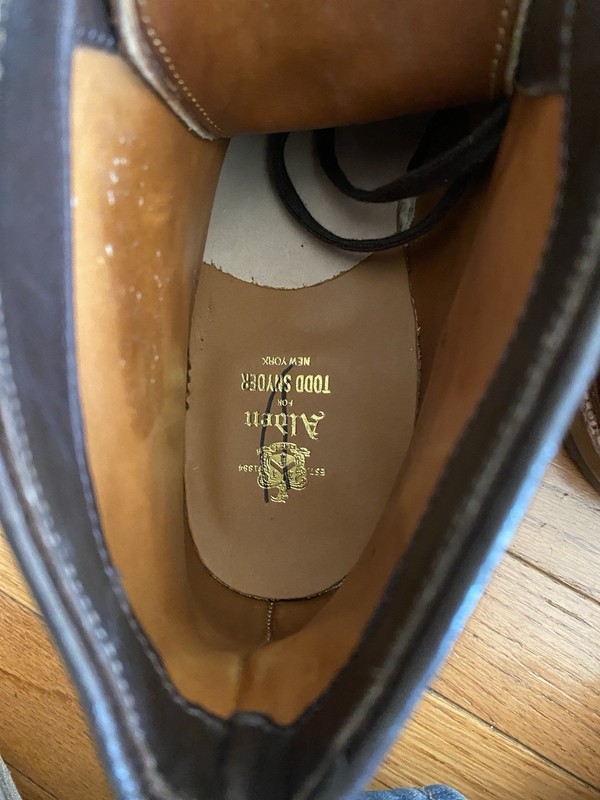 EST. 1884
Alden
FOR
TODD SNYDER
NEW YORK